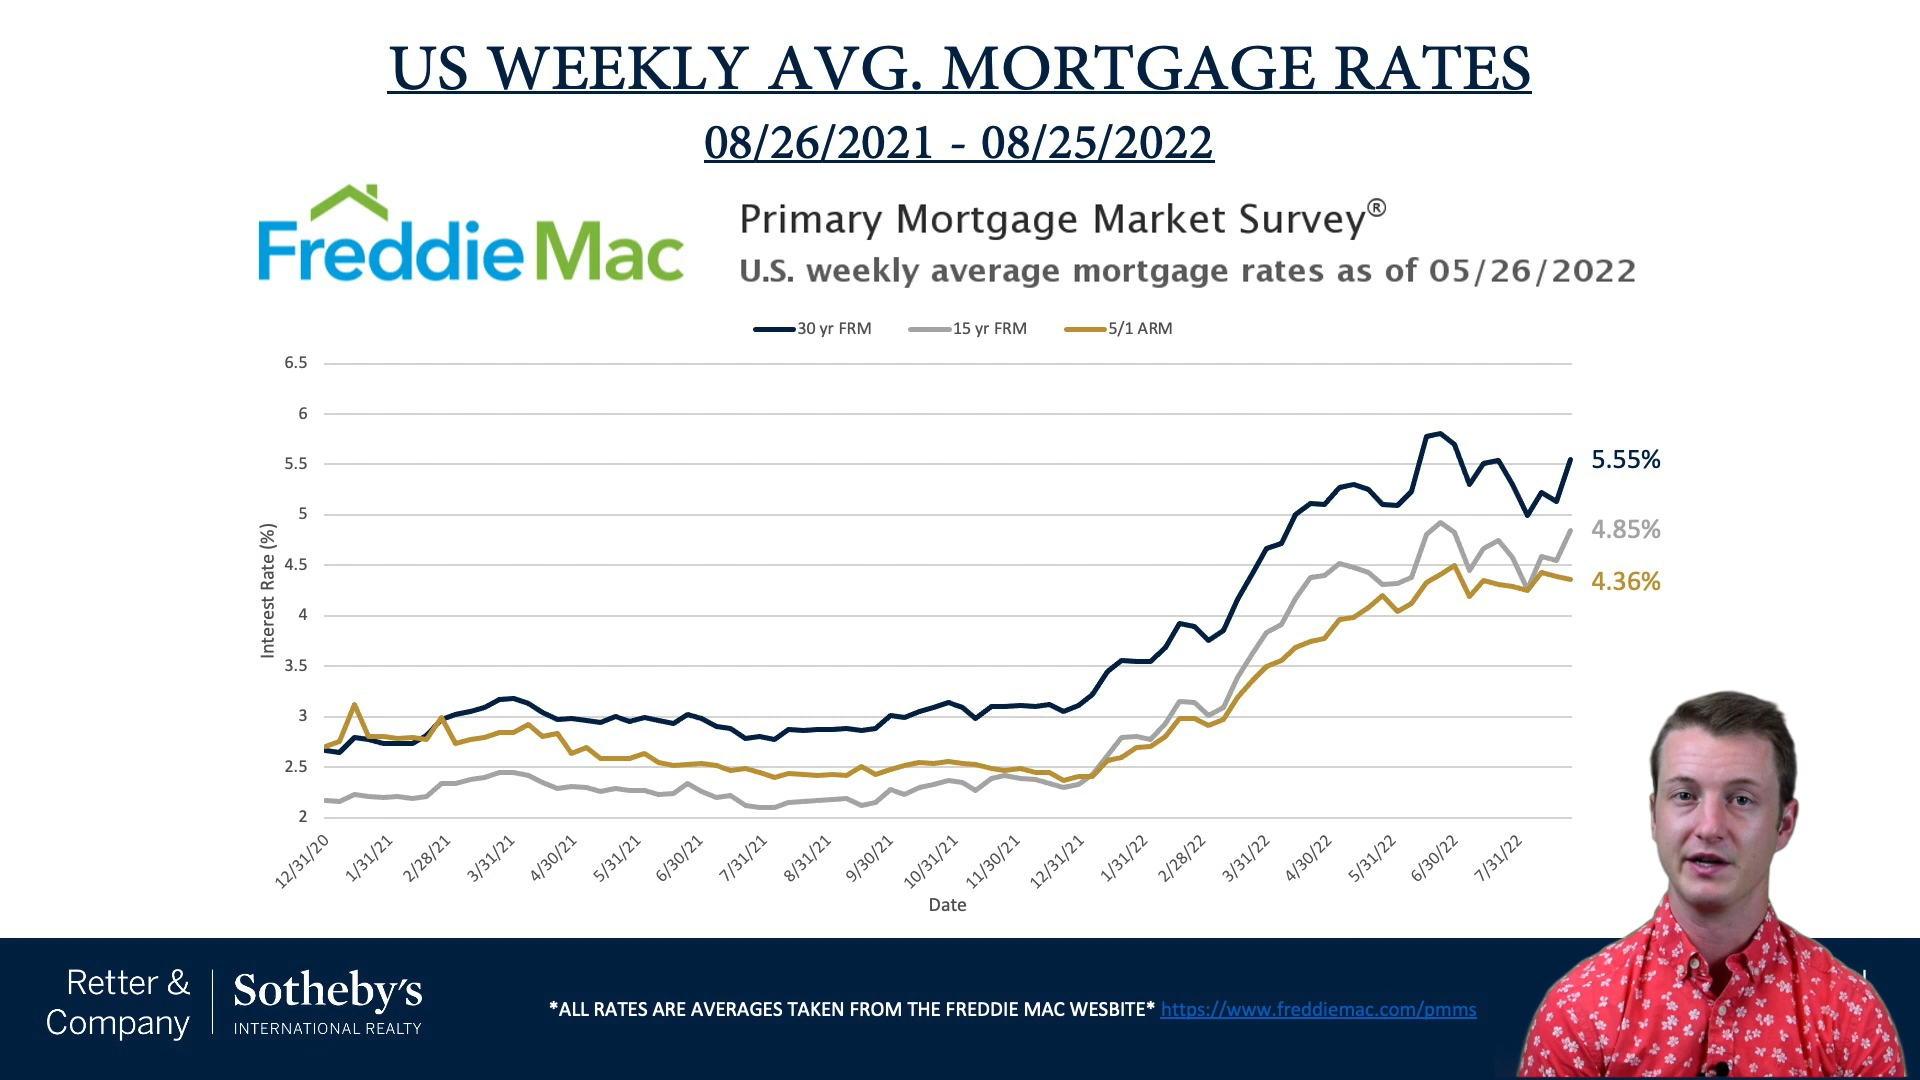 US WEEKLY AVG. MORTGAGE RATES
08/26/2021 - 08/25/2022
Freddie Mac
Primary Mortgage Market Survey®
U.S. weekly average mortgage rates as of 05/26/2022
30 yr FRM
15 yr FRM
5/1 ARM
Interest Rate (%)
6.5
6
5.5
5
4.5
4
3.5
3
2.5
2
5.55%
4.85%
4.36%
12/31/20
1/31/21
2/28/21
3/31/21
4/30/21
5/31/21
6/30/21
7/31/21
8/31/21
9/30/21
10/31/21
11/30/21
12/31/21
1/31/22
2/28/22
3/31/22
4/30/22
5/31/22
6/30/22
7/31/22
Date
Retter &
Company
Sotheby's
INTERNATIONAL REALTY
*ALL RATES ARE AVERAGES TAKEN FROM THE FREDDIE MAC WESBITE* https://www.freddiemac.com/pmms